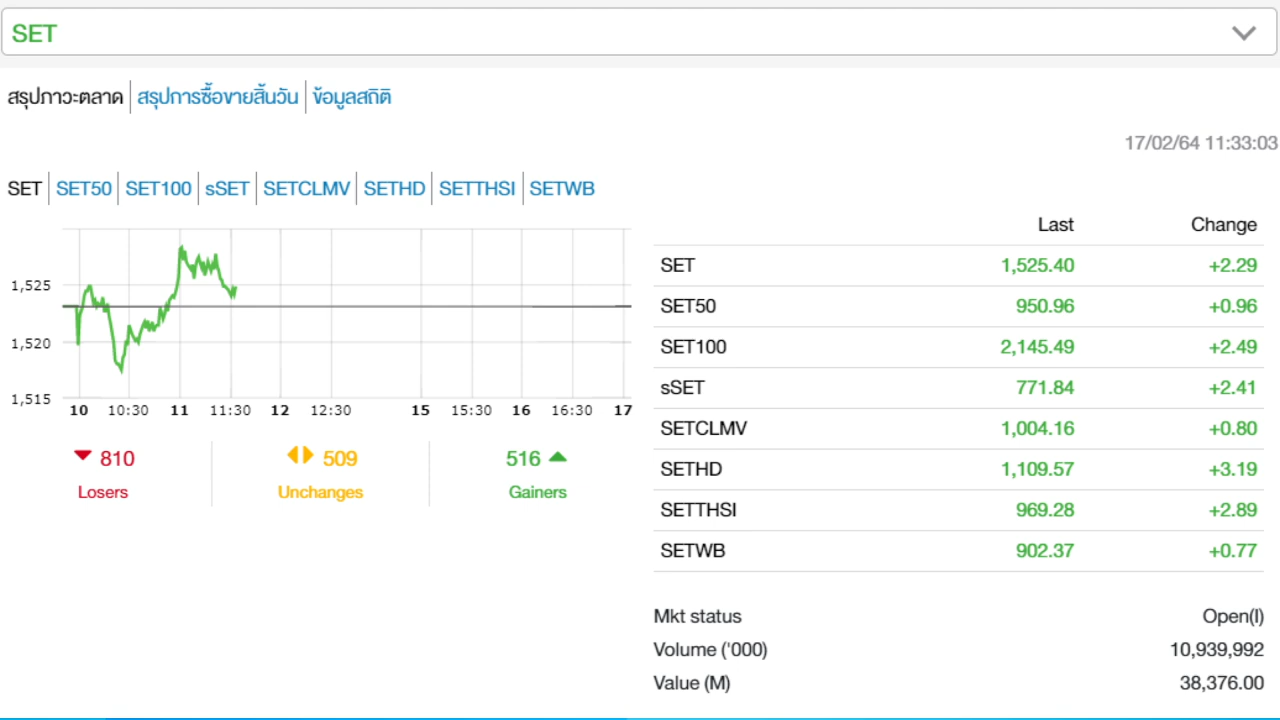 SET
สรุปภาวะตลาด สรุปการซื้อขายสิ้นวัน ข้อมูลสถิติ
17/02/64 11:33:03
SET SET50 SET100 sSET SETCLMV SETHD SETTHSI SETWB
1,525
1,520
1,515
10 10:30 11 11:30 12 12:30 15 15:30 16 16:30 17
810 509 516
Losers Unchanges Gainers
Last Change
SET 1,525.40 +2.29
SET50 950.96 +0.96
SET100 2,145.49 +2.49
sSET 771.84 +2.41
SETCLMV 1,004.16 +0.80
SETHD 1,109.57 +3.19
SETTHSI 969.28 +2.89
SETWB 902.37 +0.77
Mkt status Open(I)
Volume ('000) 10,939,992
Value (M) 38,376.00